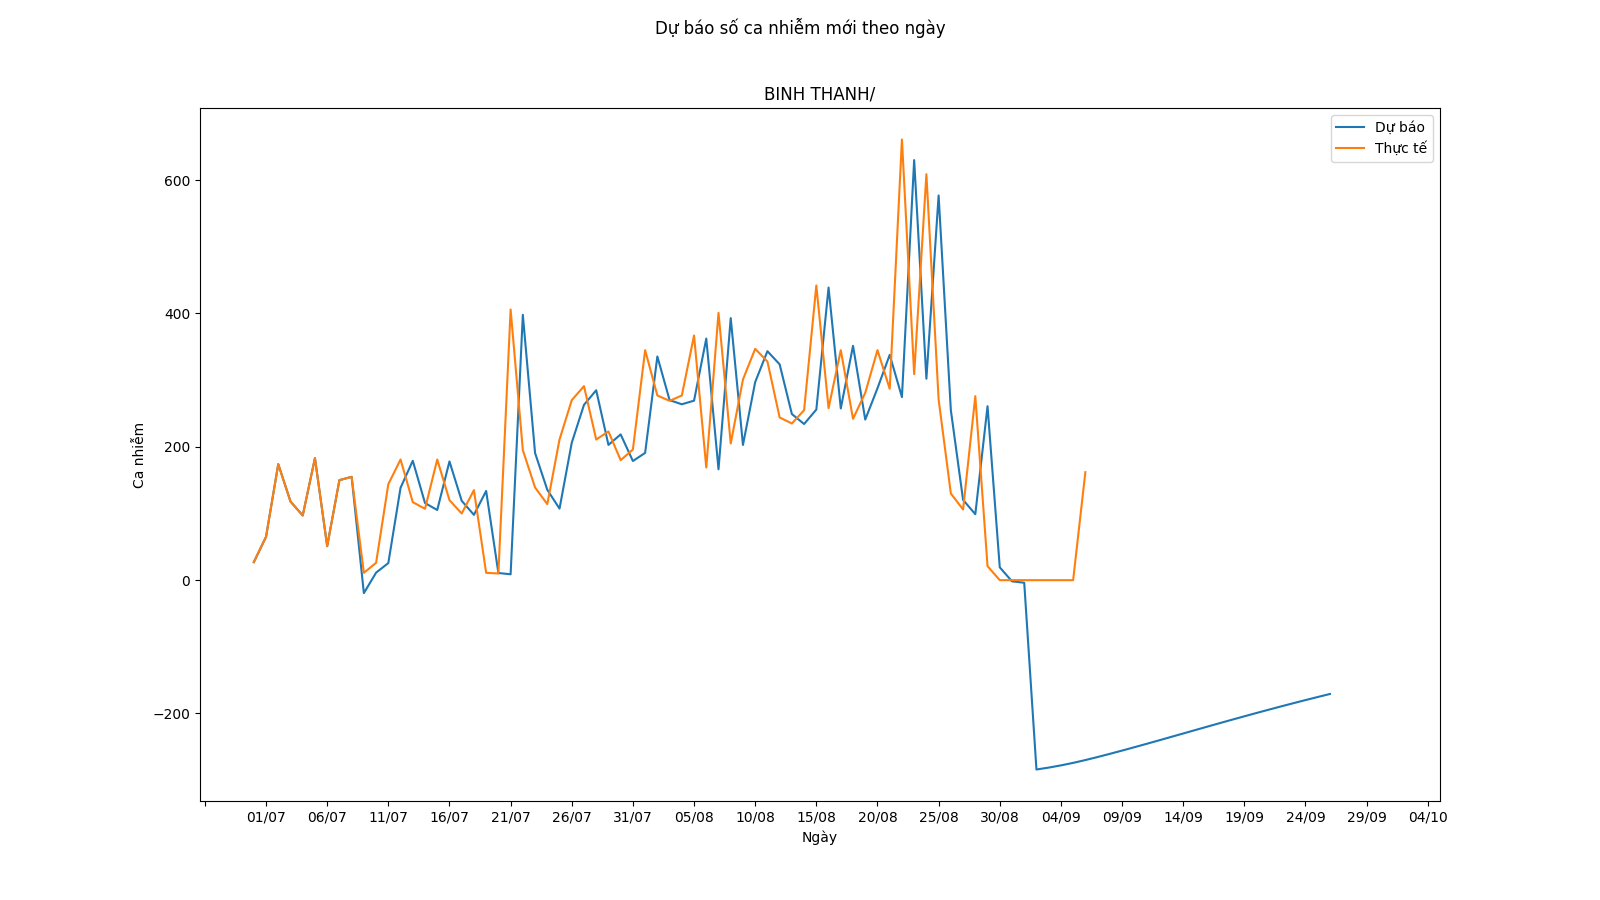 Dự báo số ca nhiễm mới theo ngày
BINH THANH/
Dự báo
Thực tế
Ca nhiễm
600
400
200
0
−200
01/07 06/07 11/07 16/07 21/07 26/07 31/07 05/08 10/08 15/08 20/08 25/08 30/08 04/09 09/09 14/09 19/09 24/09 29/09 04/10
Ngày